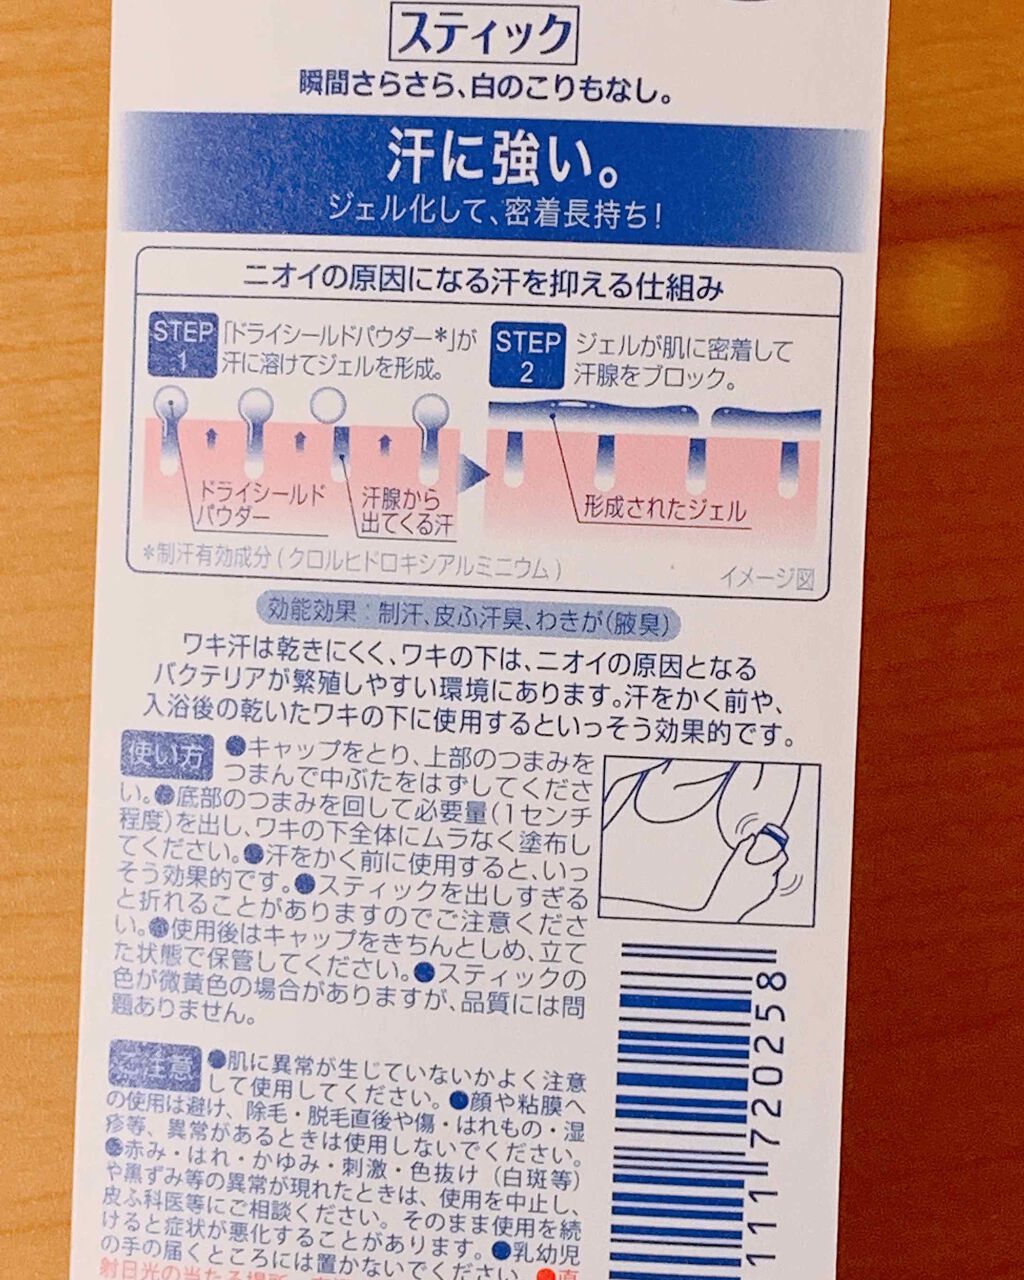 スティック
瞬間さらさら、白のこりもなし。
汗に強い。
ジェル化して、密着長持ち!
ニオイの原因になる汗を抑える仕組み
STEP 1
「ドライシールドパウダー*」が
汗に溶けてジェルを形成。
STEP 2
ジェルが肌に密着して
汗腺をブロック。
ドライシールド
パウダー
汗腺から
出てくる汗
形成されたジェル
*制汗有効成分(クロルヒドロキシアルミニウム)
イメージ図
効能効果:制汗、皮ふ汗臭、わきが(腋臭)
ワキ汗は乾きにくく、ワキの下は、ニオイの原因となる
バクテリアが繁殖しやすい環境にあります。汗をかく前や、
入浴後の乾いたワキの下に使用するといっそう効果的です。
使い方
●キャップをとり、上部のつまみを
つまんで中ぶたをはずしてくださ
い。●底部のつまみを回して必要量(1センチ
程度)を出し、ワキの下全体にムラなく塗布し
てください。●汗をかく前に使用すると、いっ
そう効果的です。●スティックを出しすぎる
と折れることがありますのでご注意くださ
い。●使用後はキャップをきちんとしめ、立て
た状態で保管してください。●スティックの
色が微黄色の場合がありますが、品質には問
題ありません。
ご注意
●肌に異常が生じていないかよく注意
して使用してください。●顔や粘膜へ
の使用は避け、除毛・脱毛直後や傷・はれもの・湿
疹等、異常があるときは使用しないでください。
●赤み・はれ・かゆみ・刺激・色抜け(白斑等)
や黒ずみ等の異常が現れたときは、使用を中止し、
皮ふ科医等にご相談ください。そのまま使用を続
けると症状が悪化することがあります。●乳幼児
の手の届くところには置かないでください。●直
射日光の当たる場所、
111720258